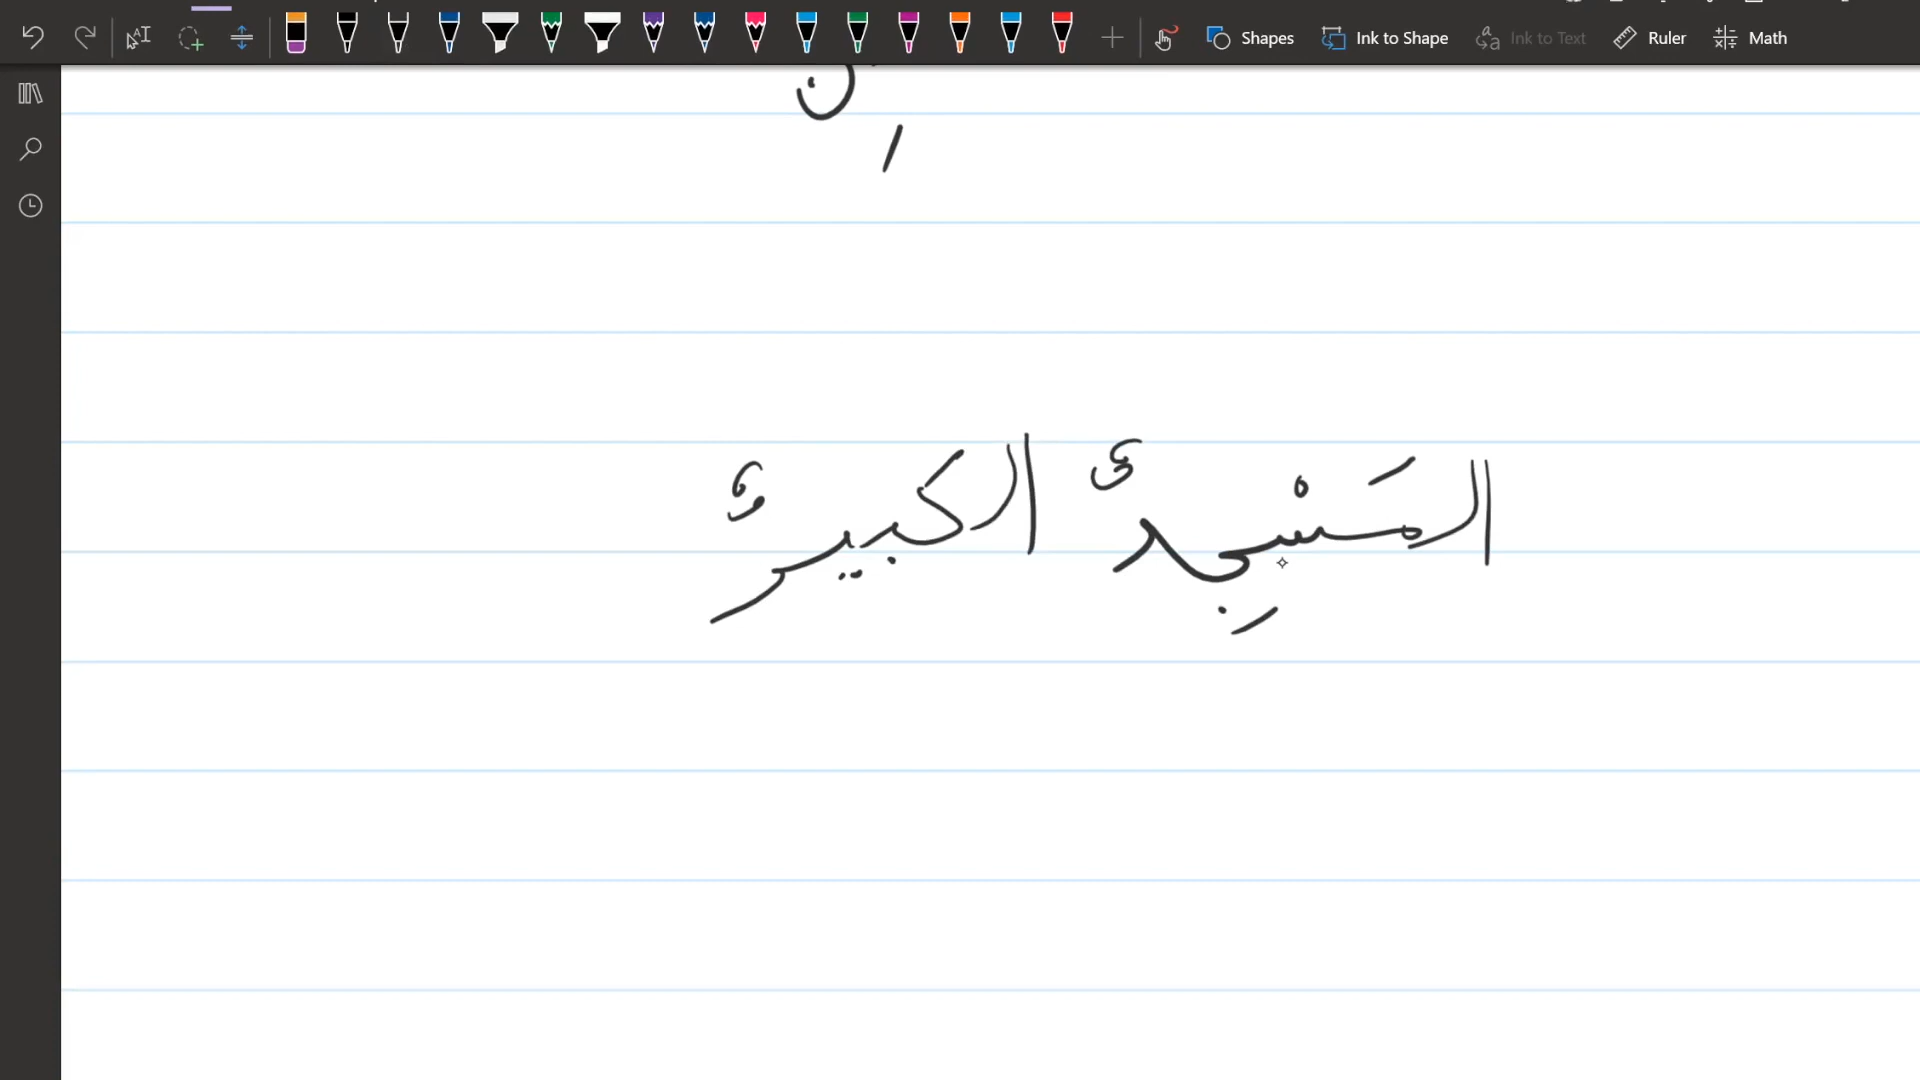 Shapes Ink to Shape Ink to Text Ruler Math
المَسْجِدٌ الكبيرٌ